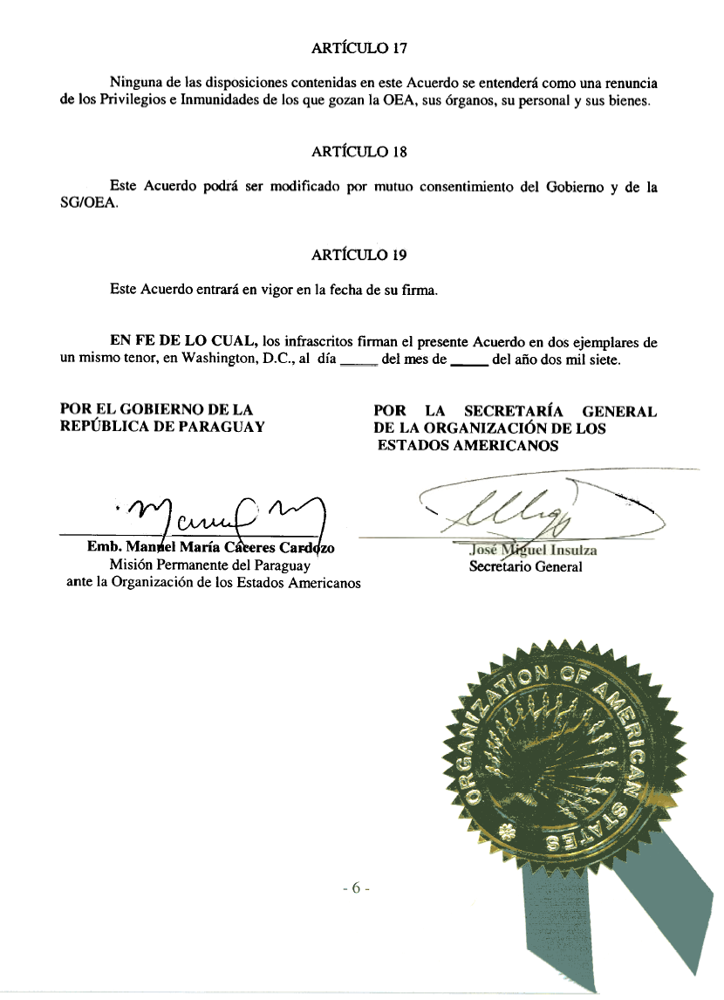 ARTÍCULO 17
Ninguna de las disposiciones contenidas en este Acuerdo se entenderá como una renuncia
de los Privilegios e Inmunidades de los que gozan la OEA, sus órganos, su personal y sus bienes.
ARTÍCULO 18
Este Acuerdo podrá ser modificado por mutuo consentimiento del Gobierno y de la
SG/OEA.
ARTÍCULO 19
Este Acuerdo entrará en vigor en la fecha de su firma.
EN FE DE LO CUAL, los infrascritos firman el presente Acuerdo en dos ejemplares de
un mismo tenor, en Washington, D.C., al día _____ del mes de _____ del año dos mil siete.
POR EL GOBIERNO DE LA
REPÚBLICA DE PARAGUAY
POR LA SECRETARÍA GENERAL
DE LA ORGANIZACIÓN DE LOS
ESTADOS AMERICANOS
Emb. Manuel María Cáceres Cardozo
Misión Permanente del Paraguay
ante la Organización de los Estados Americanos
José Miguel Insulza
Secretario General
ORGANIZATION OF AMERICAN STATES
- 6 -